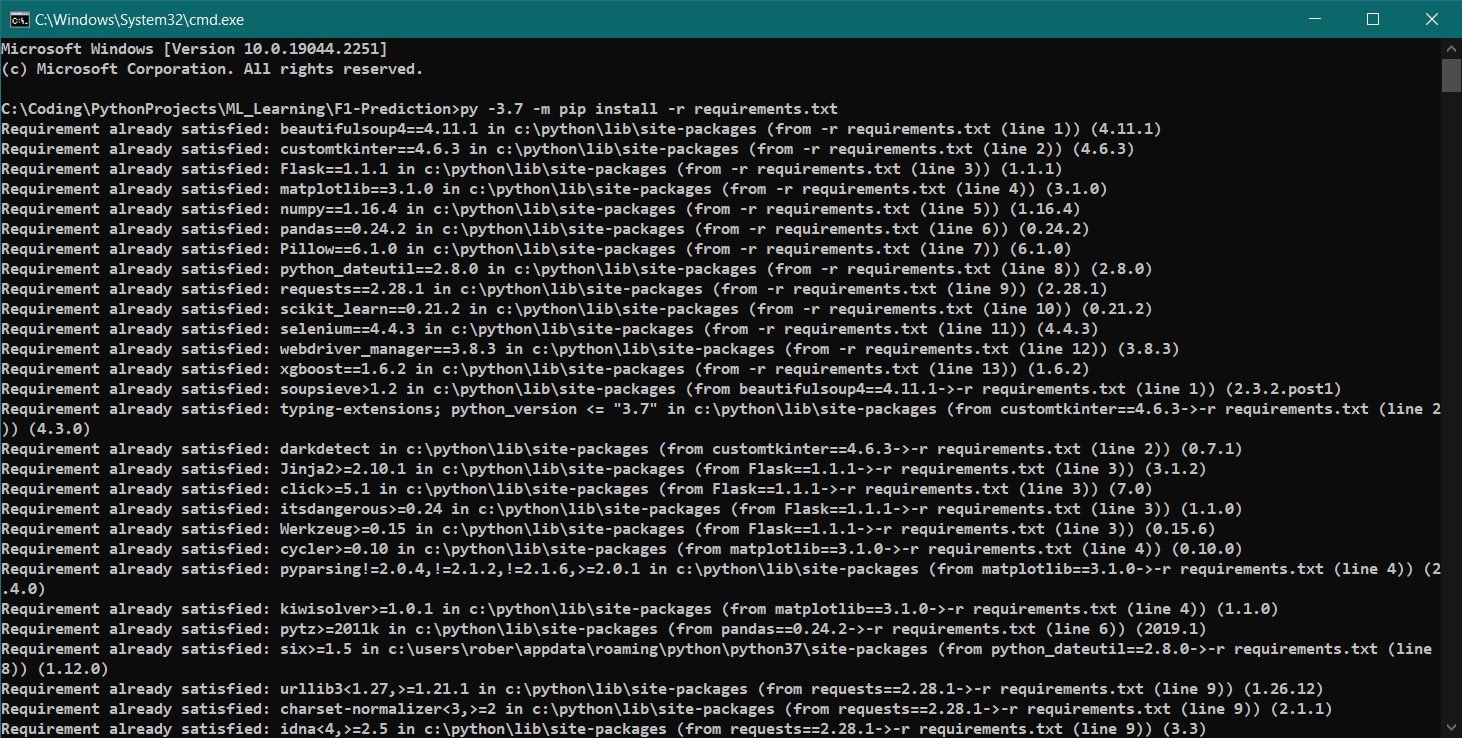 C:\Windows\System32\cmd.exe
Microsoft Windows [Version 10.0.19044.2251]
(c) Microsoft Corporation. All rights reserved.
C:\Coding\PythonProjects\ML_Learning\F1-Prediction>py -3.7 -m pip install -r requirements.txt
Requirement already satisfied: beautifulsoup4==4.11.1 in c:\python\lib\site-packages (from -r requirements.txt (line 1)) (4.11.1)
Requirement already satisfied: customtkinter==4.6.3 in c:\python\lib\site-packages (from -r requirements.txt (line 2)) (4.6.3)
Requirement already satisfied: Flask==1.1.1 in c:\python\lib\site-packages (from -r requirements.txt (line 3)) (1.1.1)
Requirement already satisfied: matplotlib==3.1.0 in c:\python\lib\site-packages (from -r requirements.txt (line 4)) (3.1.0)
Requirement already satisfied: numpy==1.16.4 in c:\python\lib\site-packages (from -r requirements.txt (line 5)) (1.16.4)
Requirement already satisfied: pandas==0.24.2 in c:\python\lib\site-packages (from -r requirements.txt (line 6)) (0.24.2)
Requirement already satisfied: Pillow==6.1.0 in c:\python\lib\site-packages (from -r requirements.txt (line 7)) (6.1.0)
Requirement already satisfied: python_dateutil==2.8.0 in c:\python\lib\site-packages (from -r requirements.txt (line 8)) (2.8.0)
Requirement already satisfied: requests==2.28.1 in c:\python\lib\site-packages (from -r requirements.txt (line 9)) (2.28.1)
Requirement already satisfied: scikit_learn==0.21.2 in c:\python\lib\site-packages (from -r requirements.txt (line 10)) (0.21.2)
Requirement already satisfied: selenium==4.4.3 in c:\python\lib\site-packages (from -r requirements.txt (line 11)) (4.4.3)
Requirement already satisfied: webdriver_manager==3.8.3 in c:\python\lib\site-packages (from -r requirements.txt (line 12)) (3.8.3)
Requirement already satisfied: xgboost==1.6.2 in c:\python\lib\site-packages (from -r requirements.txt (line 13)) (1.6.2)
Requirement already satisfied: soupsieve>1.2 in c:\python\lib\site-packages (from beautifulsoup4==4.11.1->-r requirements.txt (line 1)) (2.3.2.post1)
Requirement already satisfied: typing-extensions; python_version <= "3.7" in c:\python\lib\site-packages (from customtkinter==4.6.3->-r requirements.txt (line 2
)) (4.3.0)
Requirement already satisfied: darkdetect in c:\python\lib\site-packages (from customtkinter==4.6.3->-r requirements.txt (line 2)) (0.7.1)
Requirement already satisfied: Jinja2>=2.10.1 in c:\python\lib\site-packages (from Flask==1.1.1->-r requirements.txt (line 3)) (3.1.2)
Requirement already satisfied: click>=5.1 in c:\python\lib\site-packages (from Flask==1.1.1->-r requirements.txt (line 3)) (7.0)
Requirement already satisfied: itsdangerous>=0.24 in c:\python\lib\site-packages (from Flask==1.1.1->-r requirements.txt (line 3)) (1.1.0)
Requirement already satisfied: Werkzeug>=0.15 in c:\python\lib\site-packages (from Flask==1.1.1->-r requirements.txt (line 3)) (0.15.6)
Requirement already satisfied: cycler>=0.10 in c:\python\lib\site-packages (from matplotlib==3.1.0->-r requirements.txt (line 4)) (0.10.0)
Requirement already satisfied: pyparsing!=2.0.4,!=2.1.2,!=2.1.6,>=2.0.1 in c:\python\lib\site-packages (from matplotlib==3.1.0->-r requirements.txt (line 4)) (2
.4.0)
Requirement already satisfied: kiwisolver>=1.0.1 in c:\python\lib\site-packages (from matplotlib==3.1.0->-r requirements.txt (line 4)) (1.1.0)
Requirement already satisfied: pytz>=2011k in c:\python\lib\site-packages (from pandas==0.24.2->-r requirements.txt (line 6)) (2019.1)
Requirement already satisfied: six>=1.5 in c:\users\rober\appdata\roaming\python\python37\site-packages (from python_dateutil==2.8.0->-r requirements.txt (line
8)) (1.12.0)
Requirement already satisfied: urllib3<1.27,>=1.21.1 in c:\python\lib\site-packages (from requests==2.28.1->-r requirements.txt (line 9)) (1.26.12)
Requirement already satisfied: charset-normalizer<3,>=2 in c:\python\lib\site-packages (from requests==2.28.1->-r requirements.txt (line 9)) (2.1.1)
Requirement already satisfied: idna<4,>=2.5 in c:\python\lib\site-packages (from requests==2.28.1->-r requirements.txt (line 9)) (3.3)